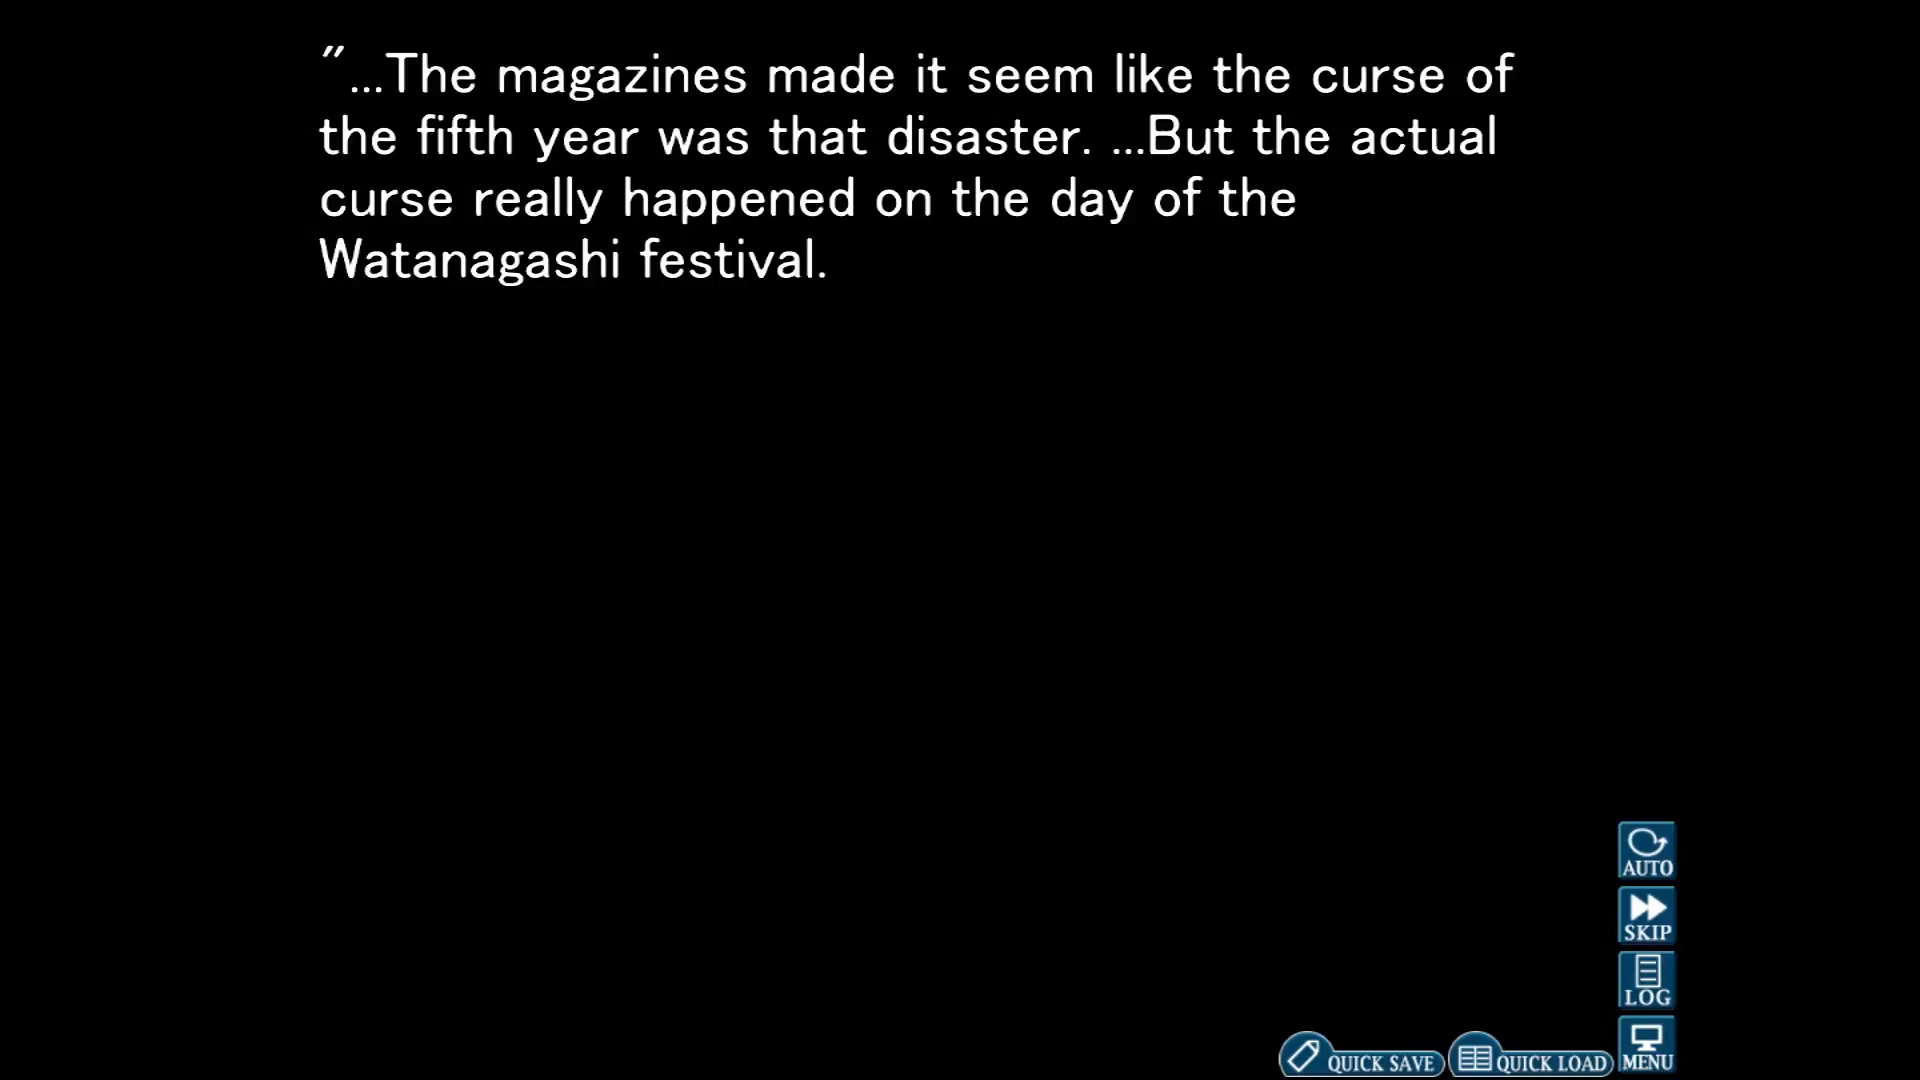 "...The magazines made it seem like the curse of
the fifth year was that disaster. ...But the actual
curse really happened on the day of the
Watanagashi festival.
AUTO
SKIP
LOG
QUICK SAVE
QUICK LOAD
MENU